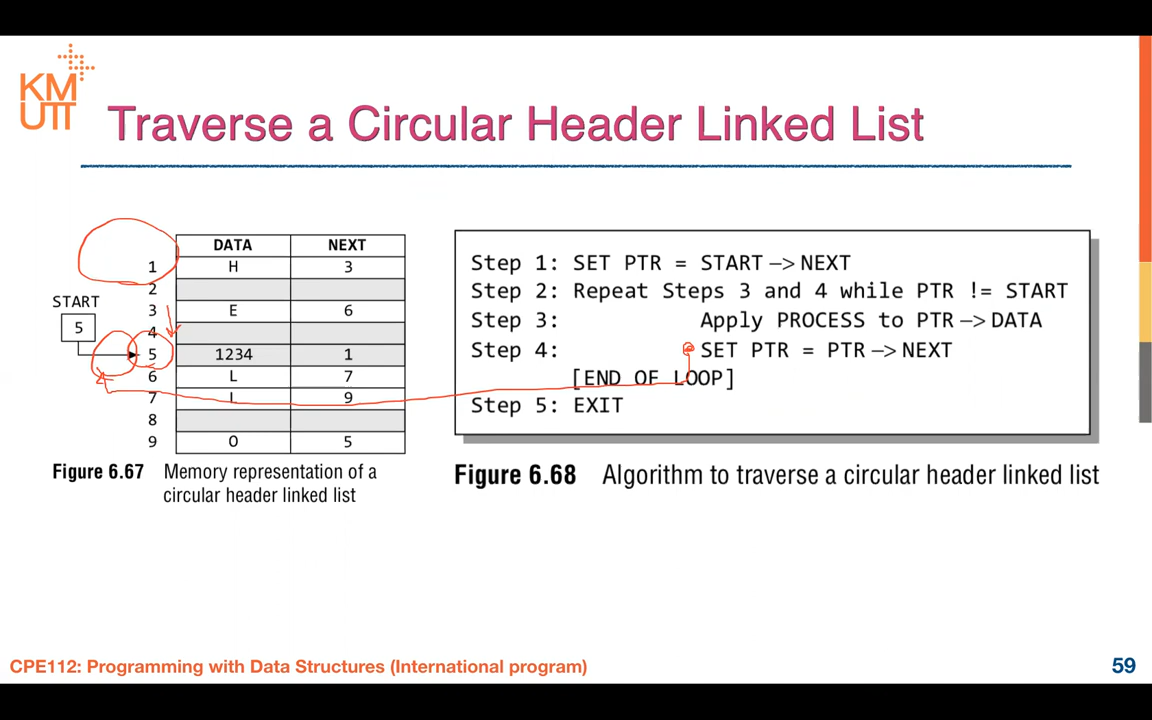 KM
UTT
Traverse a Circular Header Linked List
DATA NEXT
1 H 3
2
START
3 E 6
5
4
5 1234 1
6 L 7
7 L 9
8
9 O 5
Figure 6.67 Memory representation of a
circular header linked list
Step 1: SET PTR = START —> NEXT
Step 2: Repeat Steps 3 and 4 while PTR != START
Step 3: Apply PROCESS to PTR —> DATA
Step 4: SET PTR = PTR —> NEXT
[END OF LOOP]
Step 5: EXIT
Figure 6.68 Algorithm to traverse a circular header linked list
CPE112: Programming with Data Structures (International program)
59